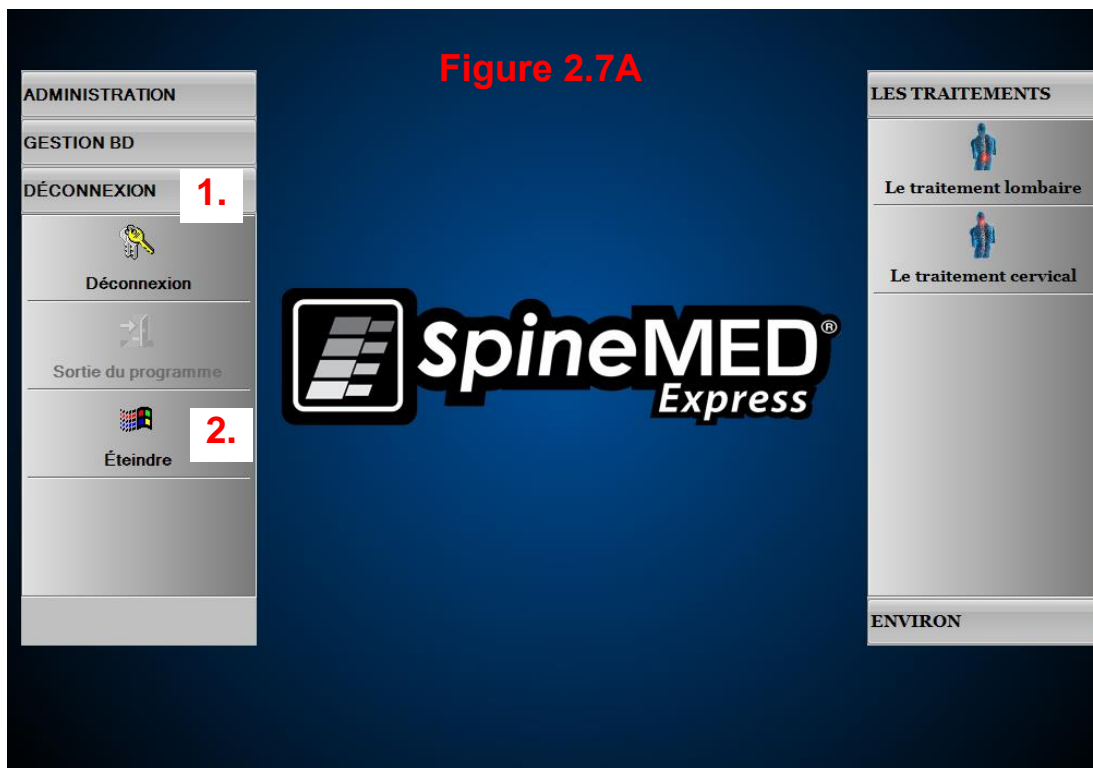 Figure 2.7A
ADMINISTRATION
GESTION BD
DÉCONNEXION
1.
Déconnexion
Sortie du programme
2.
Éteindre
SpineMED®
Express
LES TRAITEMENTS
Le traitement lombaire
Le traitement cervical
ENVIRON